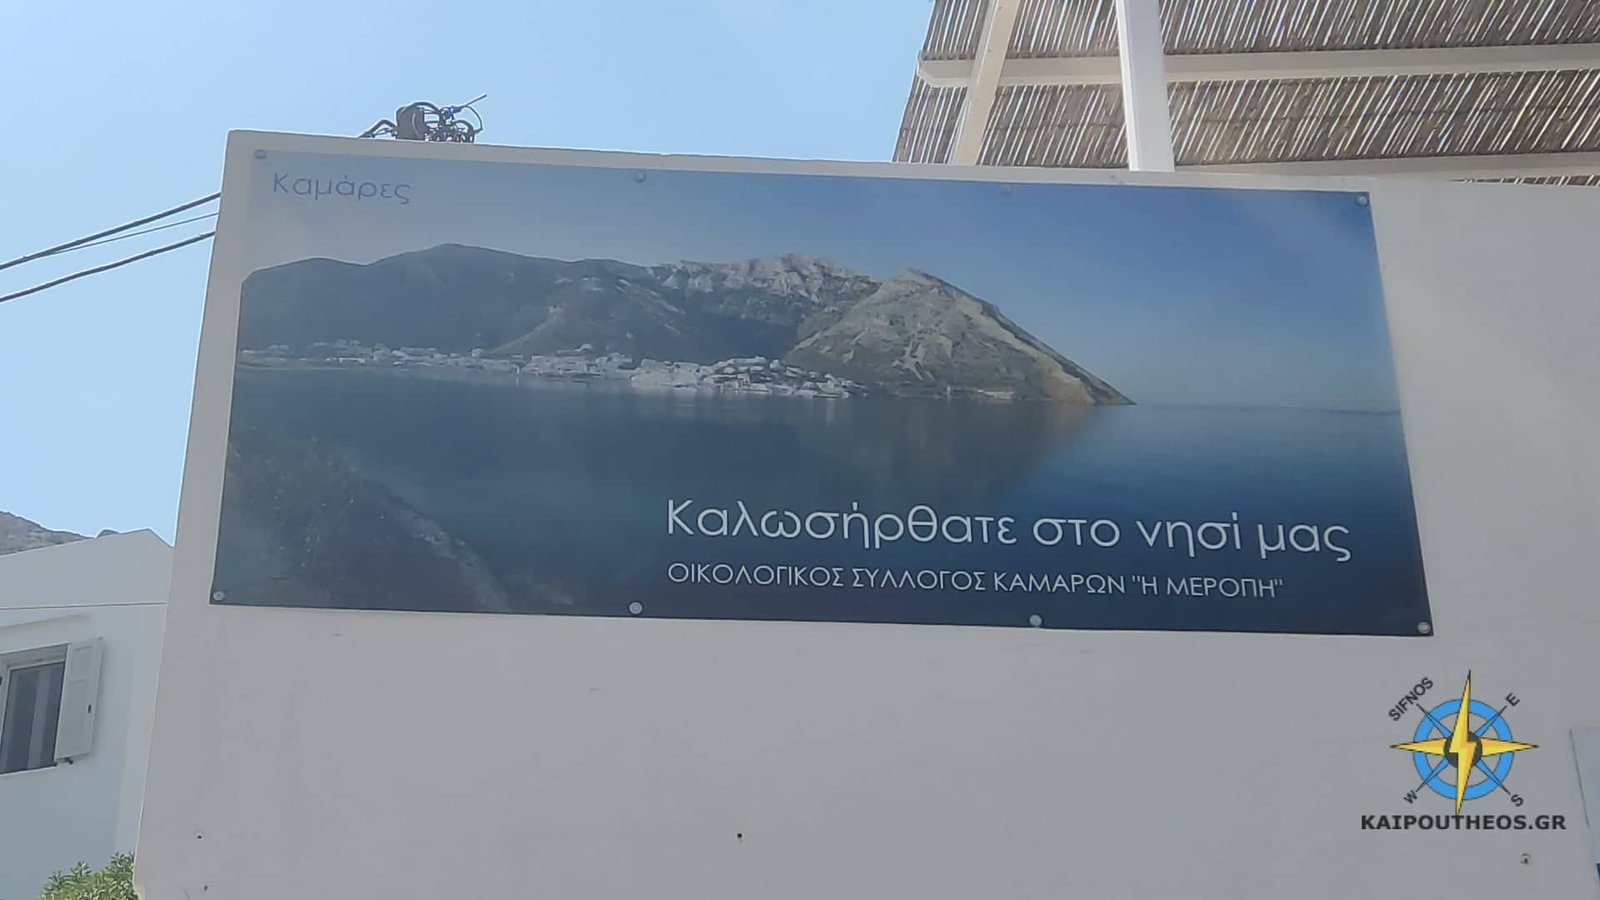 Καμάρες
Καλωσήρθατε στο νησί μας
ΟΙΚΟΛΟΓΙΚΟΣ ΣΥΛΛΟΓΟΣ ΚΑΜΑΡΩΝ "Η ΜΕΡΟΠΗ"
SIFNOS E
W S
KAIPOUTHEOS.GR